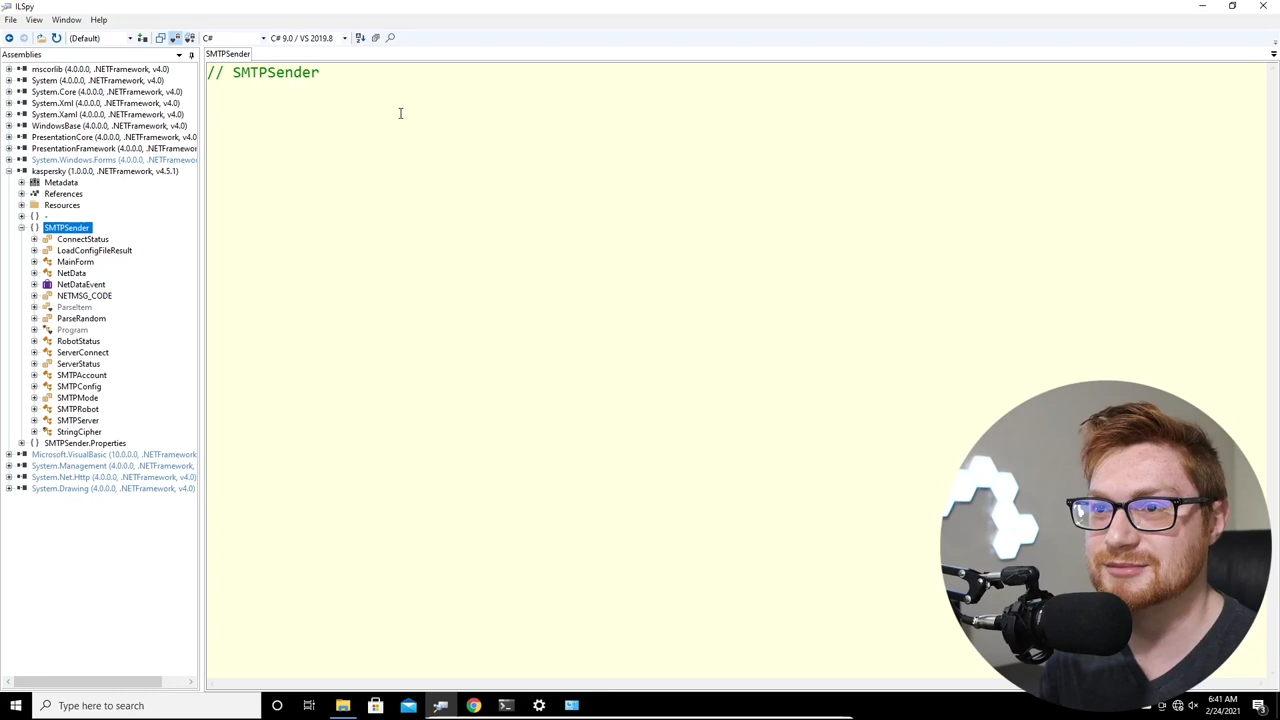 ILSpy
File View Window Help
(Default) C# C# 9.0 / VS 2019.8
Assemblies
SMTPSender
// SMTPSender
mscorlib (4.0.0.0, .NETFramework, v4.0)
System (4.0.0.0, .NETFramework, v4.0)
System.Core (4.0.0.0, .NETFramework, v4.0)
System.Xml (4.0.0.0, .NETFramework, v4.0)
System.Xaml (4.0.0.0, .NETFramework, v4.0)
WindowsBase (4.0.0.0, .NETFramework, v4.0)
PresentationCore (4.0.0.0, .NETFramework, v4.0
PresentationFramework (4.0.0.0, .NETFramewor
System.Windows.Forms (4.0.0.0, .NETFramewo
kaspersky (1.0.0.0, .NETFramework, v4.5.1)
Metadata
References
Resources
{ } -
{ } SMTPSender
ConnectStatus
LoadConfigFileResult
MainForm
NetData
NetDataEvent
NETMSG_CODE
ParseItem
ParseRandom
Program
RobotStatus
ServerConnect
ServerStatus
SMTPAccount
SMTPConfig
SMTPMode
SMTPRobot
SMTPServer
StringCipher
{ } SMTPSender.Properties
Microsoft.VisualBasic (10.0.0.0, .NETFramework
System.Management (4.0.0.0, .NETFramework,
System.Net.Http (4.0.0.0, .NETFramework, v4.0)
System.Drawing (4.0.0.0, .NETFramework, v4.0)
Type here to search
6:41 AM
2/24/2021
3